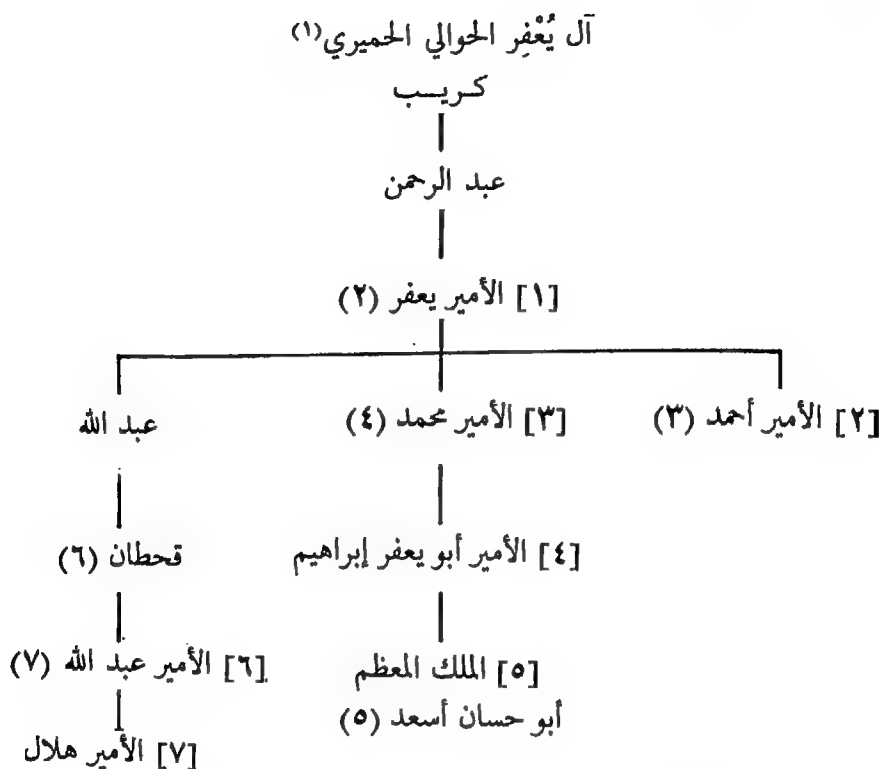 آل يُعْفِر الحوالي الحميري (١)
كريب
عبد الرحمن
[١] الأمير يعفر (٢)
[٢] الأمير أحمد (٣)
[٣] الأمير محمد (٤)
عبد الله
[٤] الأمير أبو يعفر إبراهيم
قحطان (٦)
[٥] الملك المعظم
أبو حسان أسعد (٥)
[٦] الأمير عبد الله (٧)
[٧] الأمير هلال